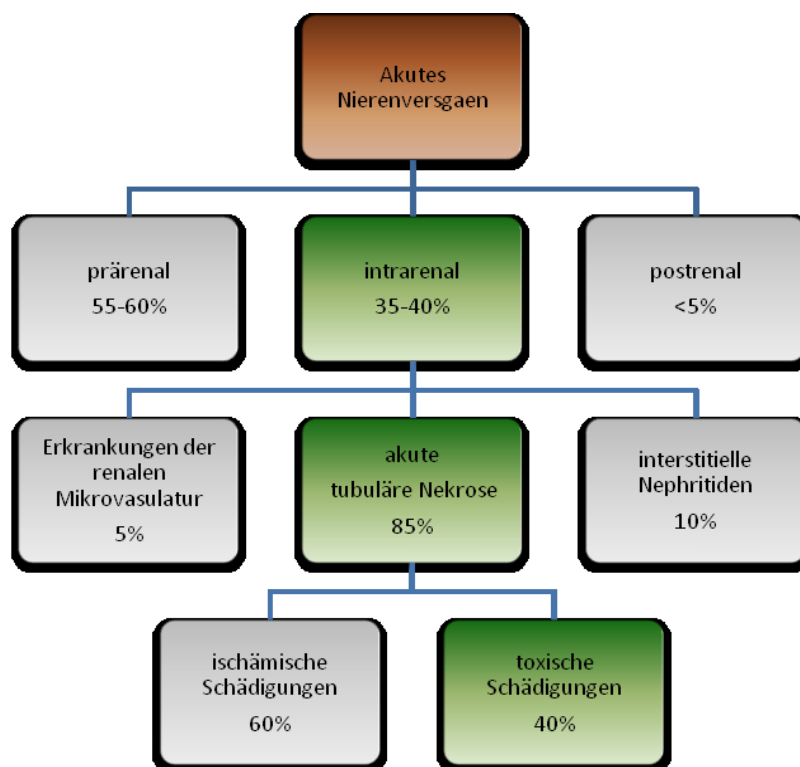 Akutes
Nierenversgaen
prärenal
55-60%
intrarenal
35-40%
postrenal
<5%
Erkrankungen der
renalen
Mikrovasulatur
5%
akute
tubuläre Nekrose
85%
interstitielle
Nephritiden
10%
ischämische
Schädigungen
60%
toxische
Schädigungen
40%